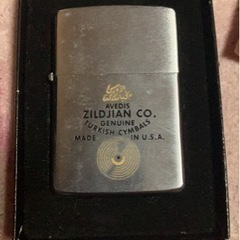 AVEDIS
ZILDJIAN CO.
GENUINE
TURKISH CYMBALS
MADE IN U.S.A.